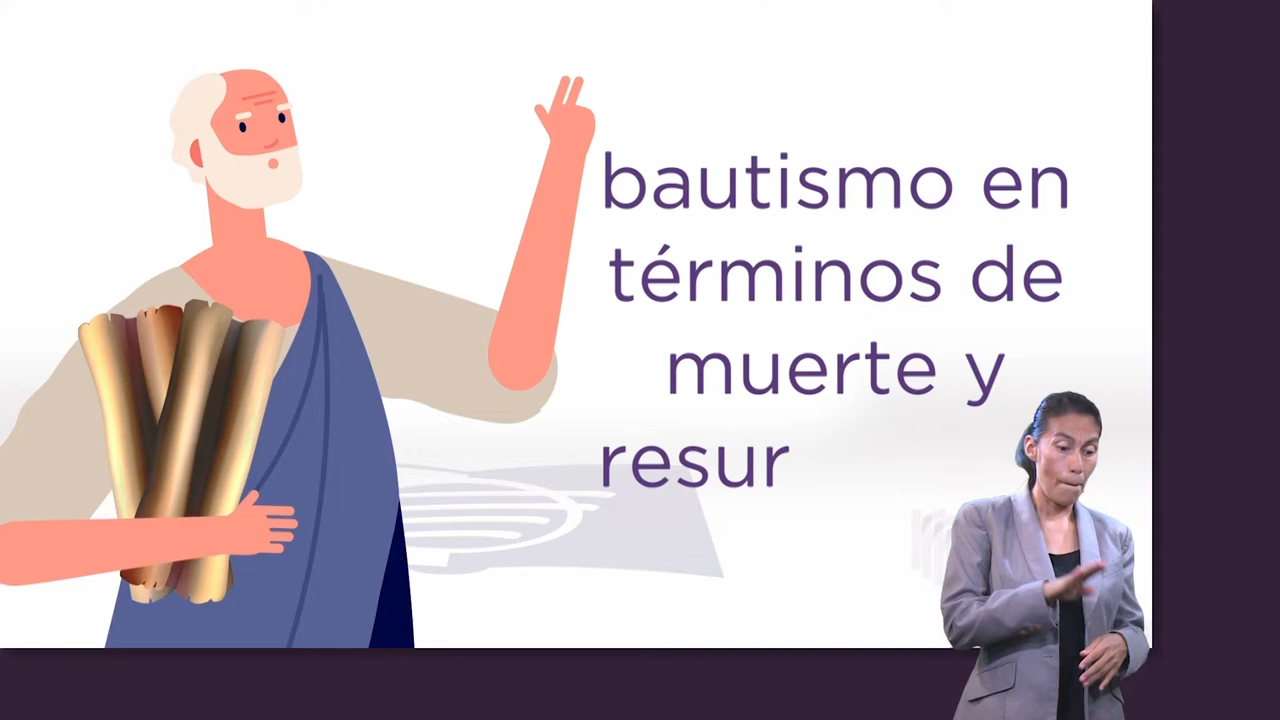 bautismo en
términos de
muerte y
resur